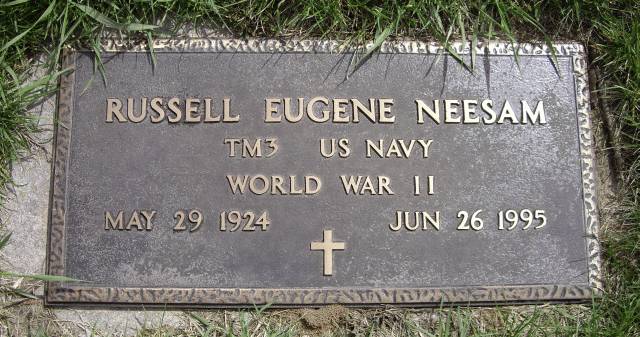 RUSSELL EUGENE NEESAM
TM3 US NAVY
WORLD WAR II
MAY 29 1924 JUN 26 1995